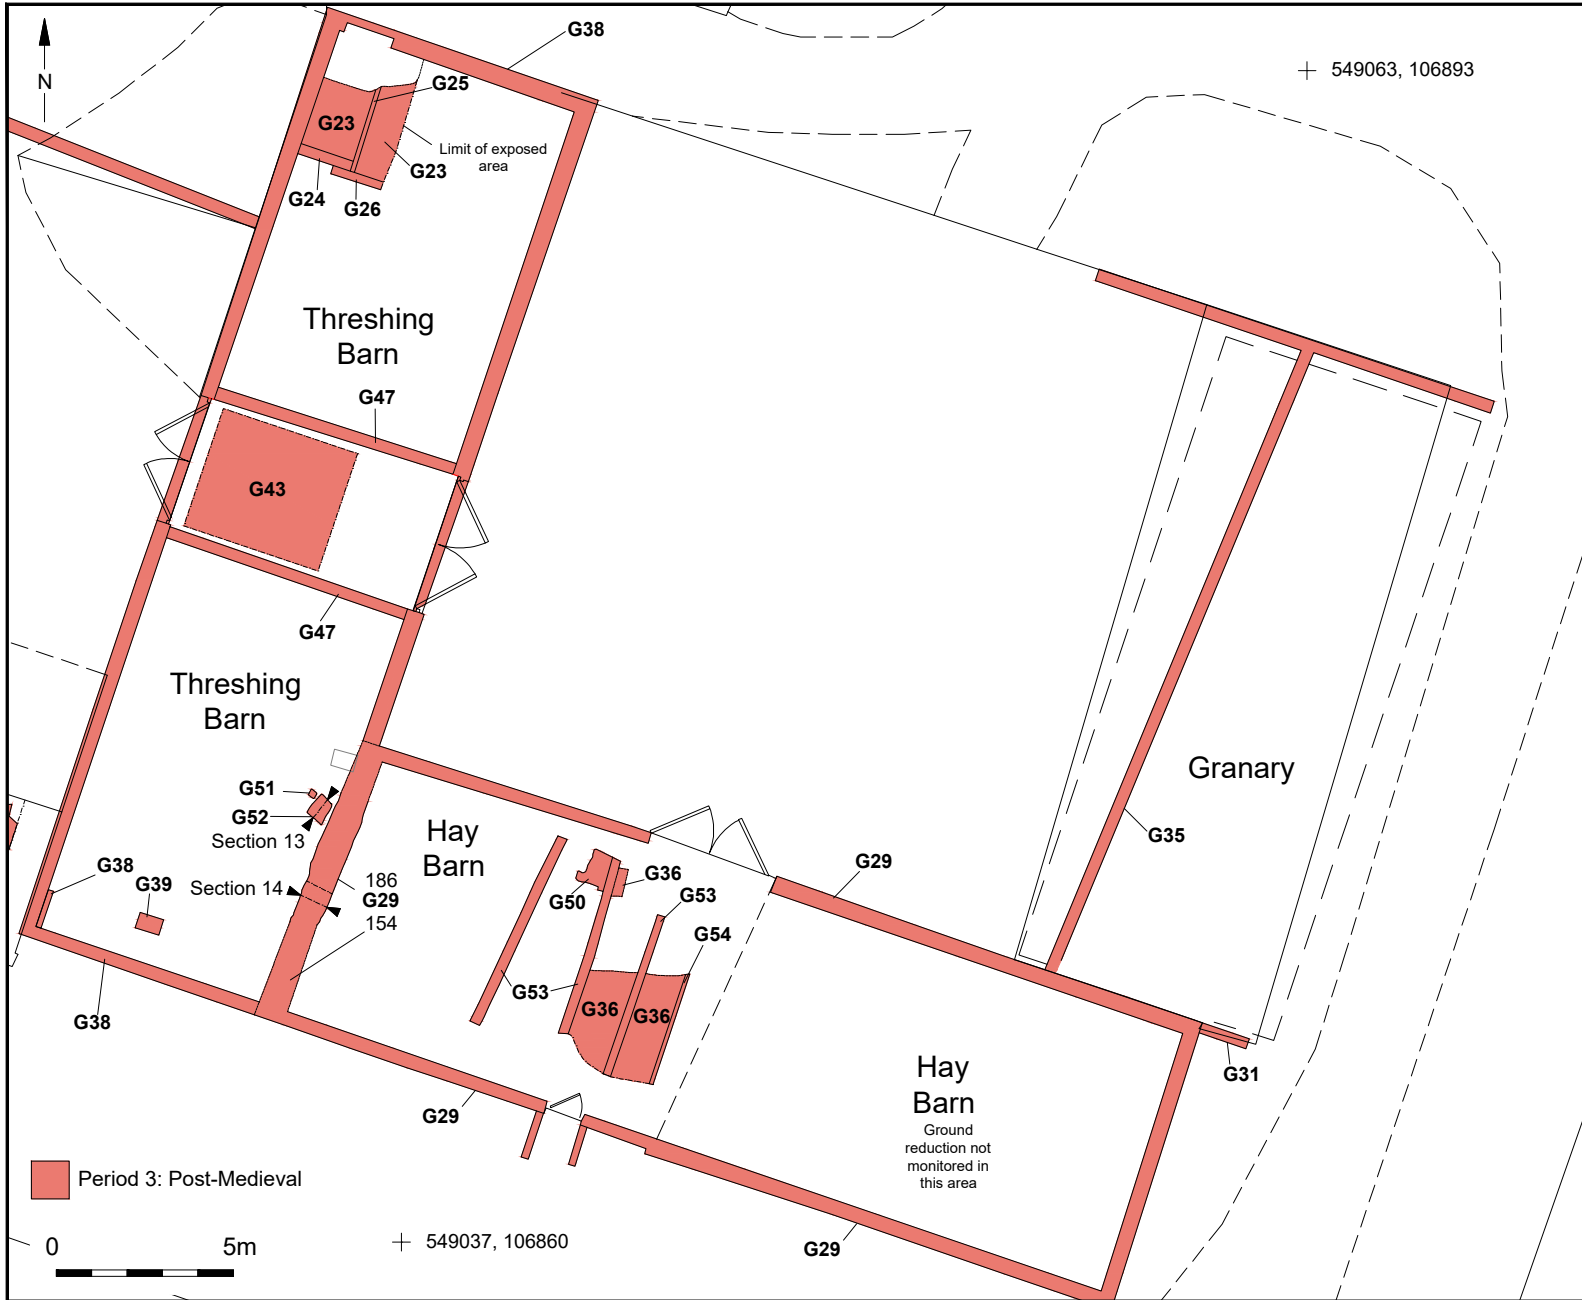 G38
549063, 106893
N
G25
G23
Limit of exposed
area
G23
G24
G26
Threshing
Barn
G47
G43
G47
Threshing
Barn
Granary
G51
G52
Section 13
Hay
Barn
G35
G38
G39
Section 14
186
G29
154
G50
G36
G29
G53
G54
G53
G36
G36
G38
Hay
Barn
Ground
reduction not
monitored in
this area
G31
G29
Period 3: Post-Medieval
0
5m
549037, 106860
G29